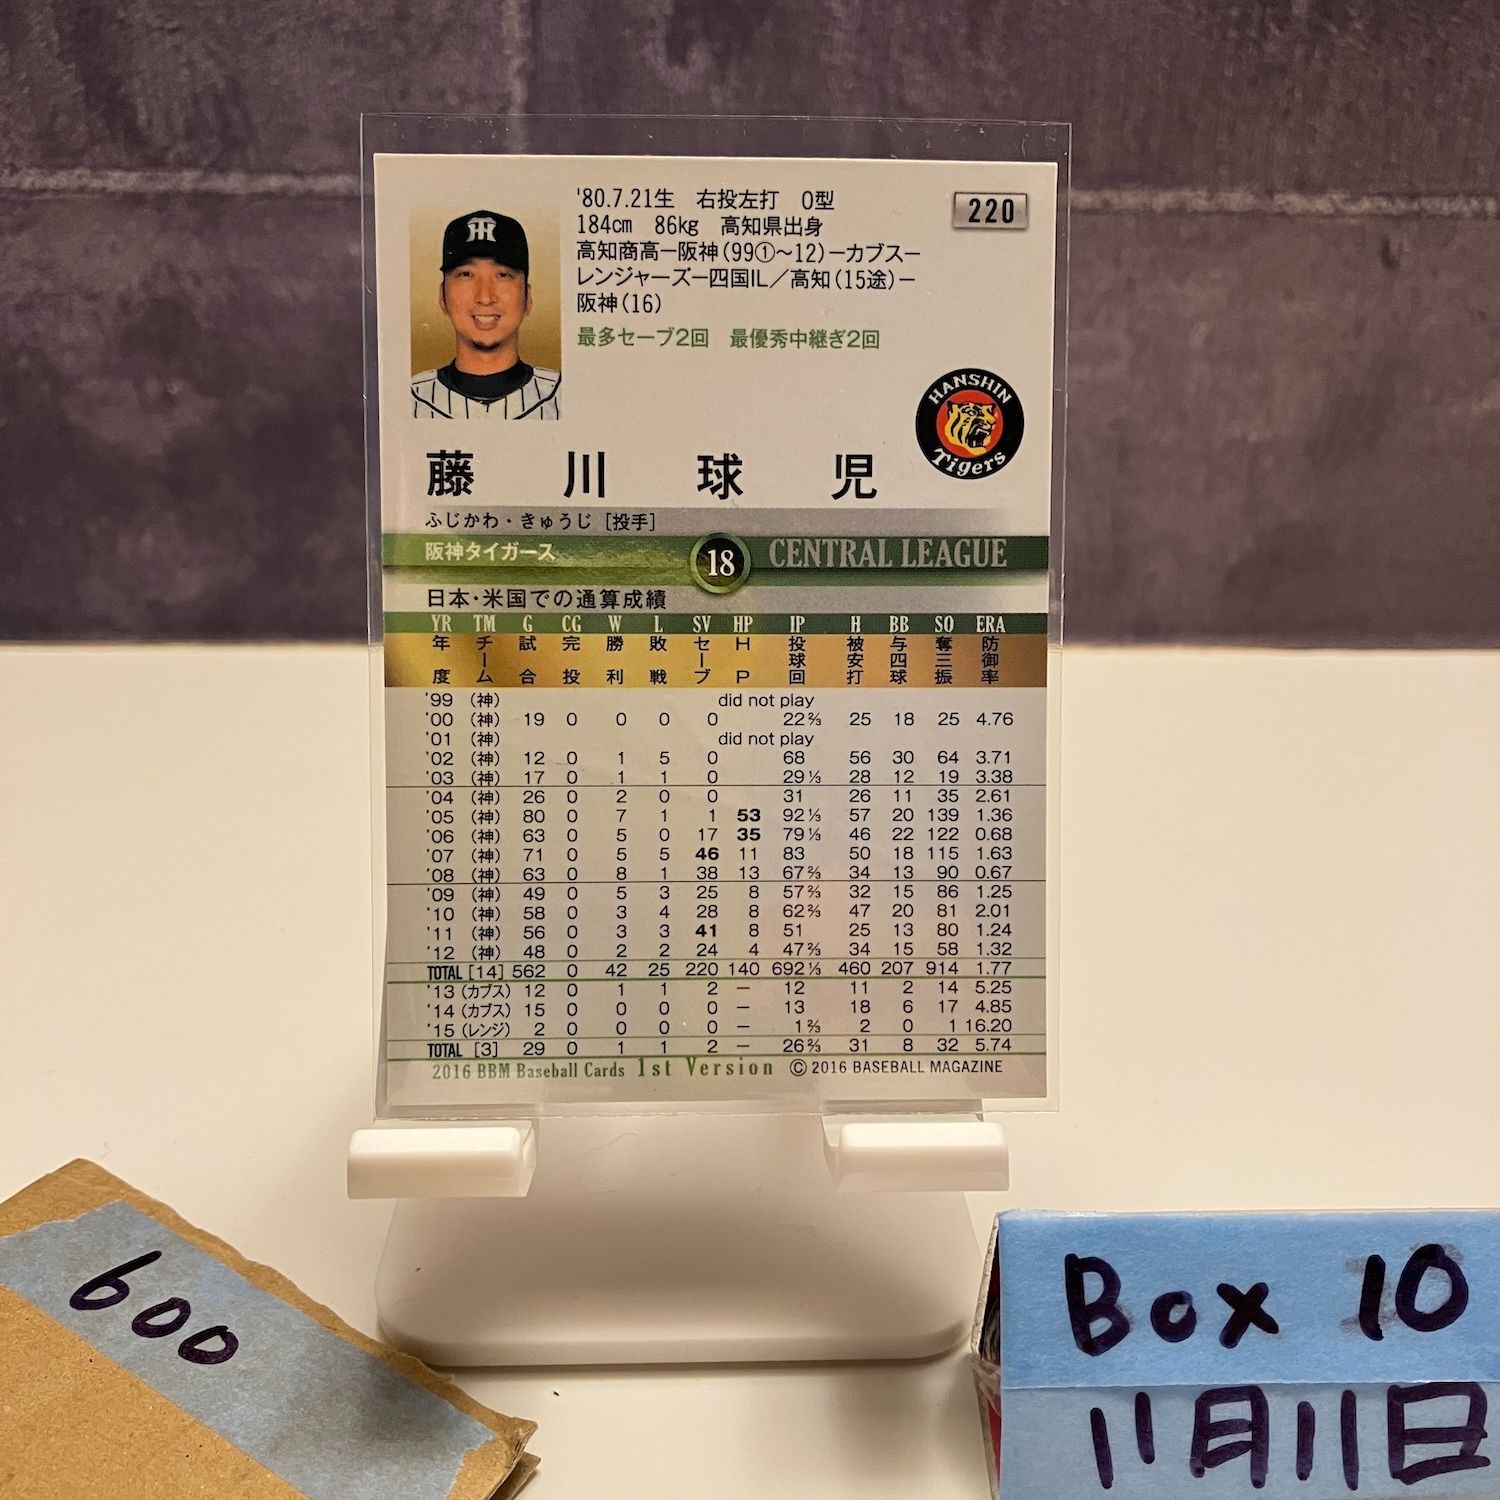 '80.7.21生 右投左打 O型
220
184cm 86kg 高知県出身
高知商高ー阪神(99①〜12)ーカブスー
レンジャーズー四国IL/高知(15途)ー
阪神(16)
最多セーブ2回 最優秀中継ぎ2回
HANSHIN
Tigers
藤川球児
ふじかわ・きゅうじ [投手]
阪神タイガース 18 CENTRAL LEAGUE
日本・米国での通算成績
YR TM G CG W L SV HP IP H BB SO ERA
年度 チーム 試合 完投 勝利 敗戦 セーブ HP 投球回 被安打 与四球 奪三振 防御率
'99 (神) did not play
'00 (神) 19 0 0 0 0 22⅔ 25 18 25 4.76
'01 (神) did not play
'02 (神) 12 0 1 5 0 68 56 30 64 3.71
'03 (神) 17 0 1 1 0 29⅓ 28 12 19 3.38
'04 (神) 26 0 2 0 0 31 26 11 35 2.61
'05 (神) 80 0 7 1 1 53 92⅓ 57 20 139 1.36
'06 (神) 63 0 5 0 17 35 79⅓ 46 22 122 0.68
'07 (神) 71 0 5 5 46 11 83 50 18 115 1.63
'08 (神) 63 0 8 1 38 13 67⅔ 34 13 90 0.67
'09 (神) 49 0 5 3 25 8 57⅔ 32 15 86 1.25
'10 (神) 58 0 3 4 28 8 62⅔ 47 20 81 2.01
'11 (神) 56 0 3 3 41 8 51 25 13 80 1.24
'12 (神) 48 0 2 2 24 4 47⅔ 34 15 58 1.32
TOTAL [14] 562 0 42 25 220 140 692⅓ 460 207 914 1.77
'13 (カブス) 12 0 1 1 2 − 12 11 2 14 5.25
'14 (カブス) 15 0 0 0 0 − 13 18 6 17 4.85
'15 (レンジ) 2 0 0 0 0 − 1⅔ 2 0 1 16.20
TOTAL [3] 29 0 1 1 2 − 26⅔ 31 8 32 5.74
2016 BBM Baseball Cards 1st Version © 2016 BASEBALL MAGAZINE
600
Box 10
11月11日